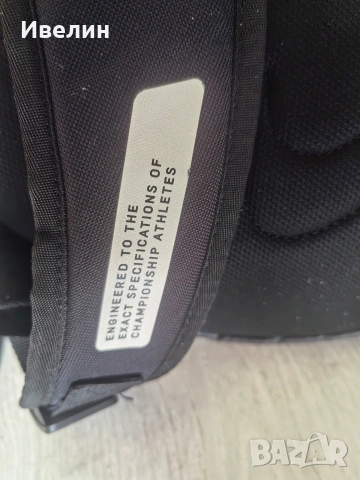 Ивелин
ENGINEERED TO THE
EXACT SPECIFICATIONS OF
CHAMPIONSHIP ATHLETES
BAZAR